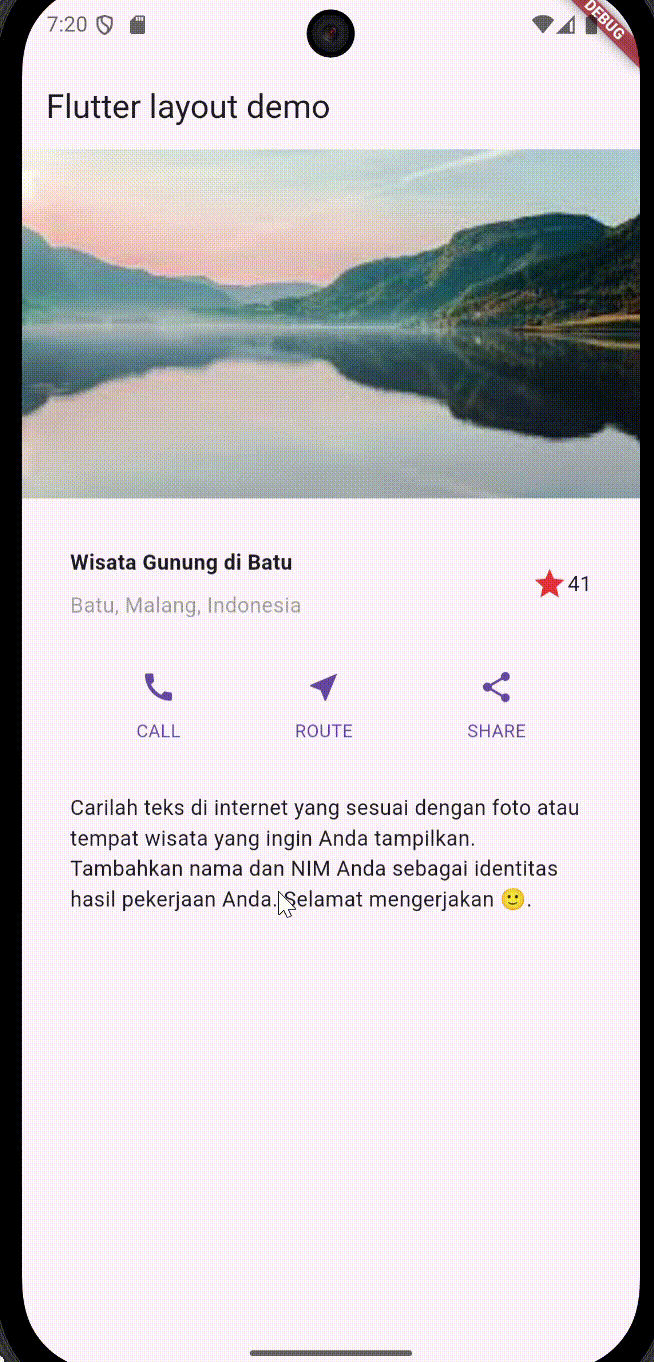 7:20
DEBUG
Flutter layout demo
Wisata Gunung di Batu
Batu, Malang, Indonesia
41
CALL ROUTE SHARE
Carilah teks di internet yang sesuai dengan foto atau
tempat wisata yang ingin Anda tampilkan.
Tambahkan nama dan NIM Anda sebagai identitas
hasil pekerjaan Anda. Selamat mengerjakan 🙂.